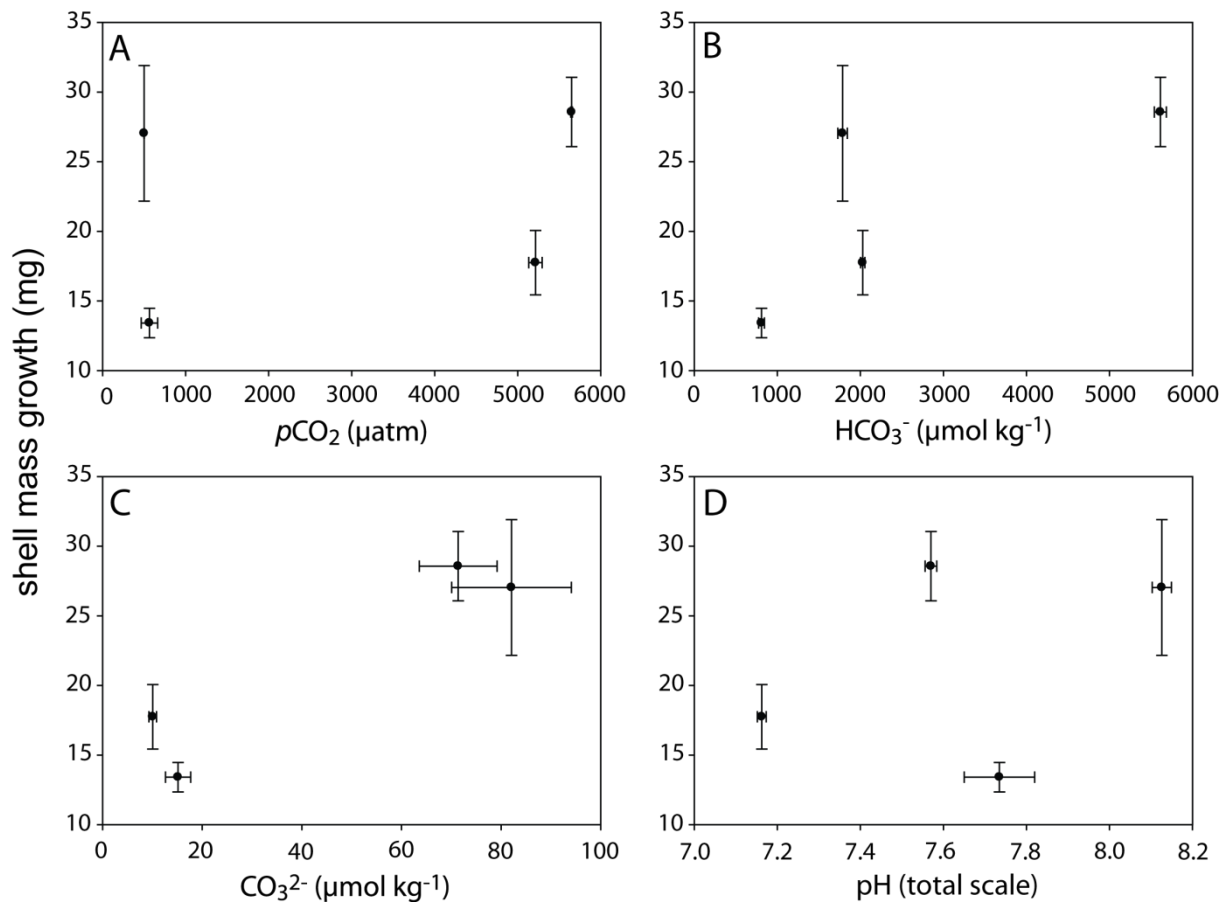 shell mass growth (mg)
A
35
30
25
20
15
10
0 1000 2000 3000 4000 5000 6000
pCO₂ (µatm)
B
35
30
25
20
15
10
0 1000 2000 3000 4000 5000 6000
HCO₃⁻ (µmol kg⁻¹)
C
35
30
25
20
15
10
0 20 40 60 80 100
CO₃²⁻ (µmol kg⁻¹)
D
35
30
25
20
15
10
7.0 7.2 7.4 7.6 7.8 8.0 8.2
pH (total scale)